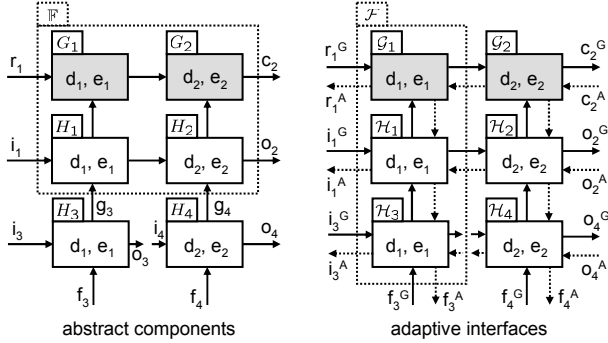 𝔽 ℱ
G₁ G₂ 𝒢₁ 𝒢₂
r₁ d₁, e₁ d₂, e₂ c₂ r₁ᴳ d₁, e₁ d₂, e₂ c₂ᴳ
r₁ᴬ c₂ᴬ
H₁ H₂ ℋ₁ ℋ₂
i₁ d₁, e₁ d₂, e₂ o₂ i₁ᴳ d₁, e₁ d₂, e₂ o₂ᴳ
i₁ᴬ o₂ᴬ
H₃ g₃ H₄ g₄ ℋ₃ ℋ₄
i₃ d₁, e₁ o₃ i₄ d₂, e₂ o₄ i₃ᴳ d₁, e₁ d₂, e₂ o₄ᴳ
i₃ᴬ o₄ᴬ
f₃ f₄ f₃ᴳ f₃ᴬ f₄ᴳ f₄ᴬ
abstract components adaptive interfaces